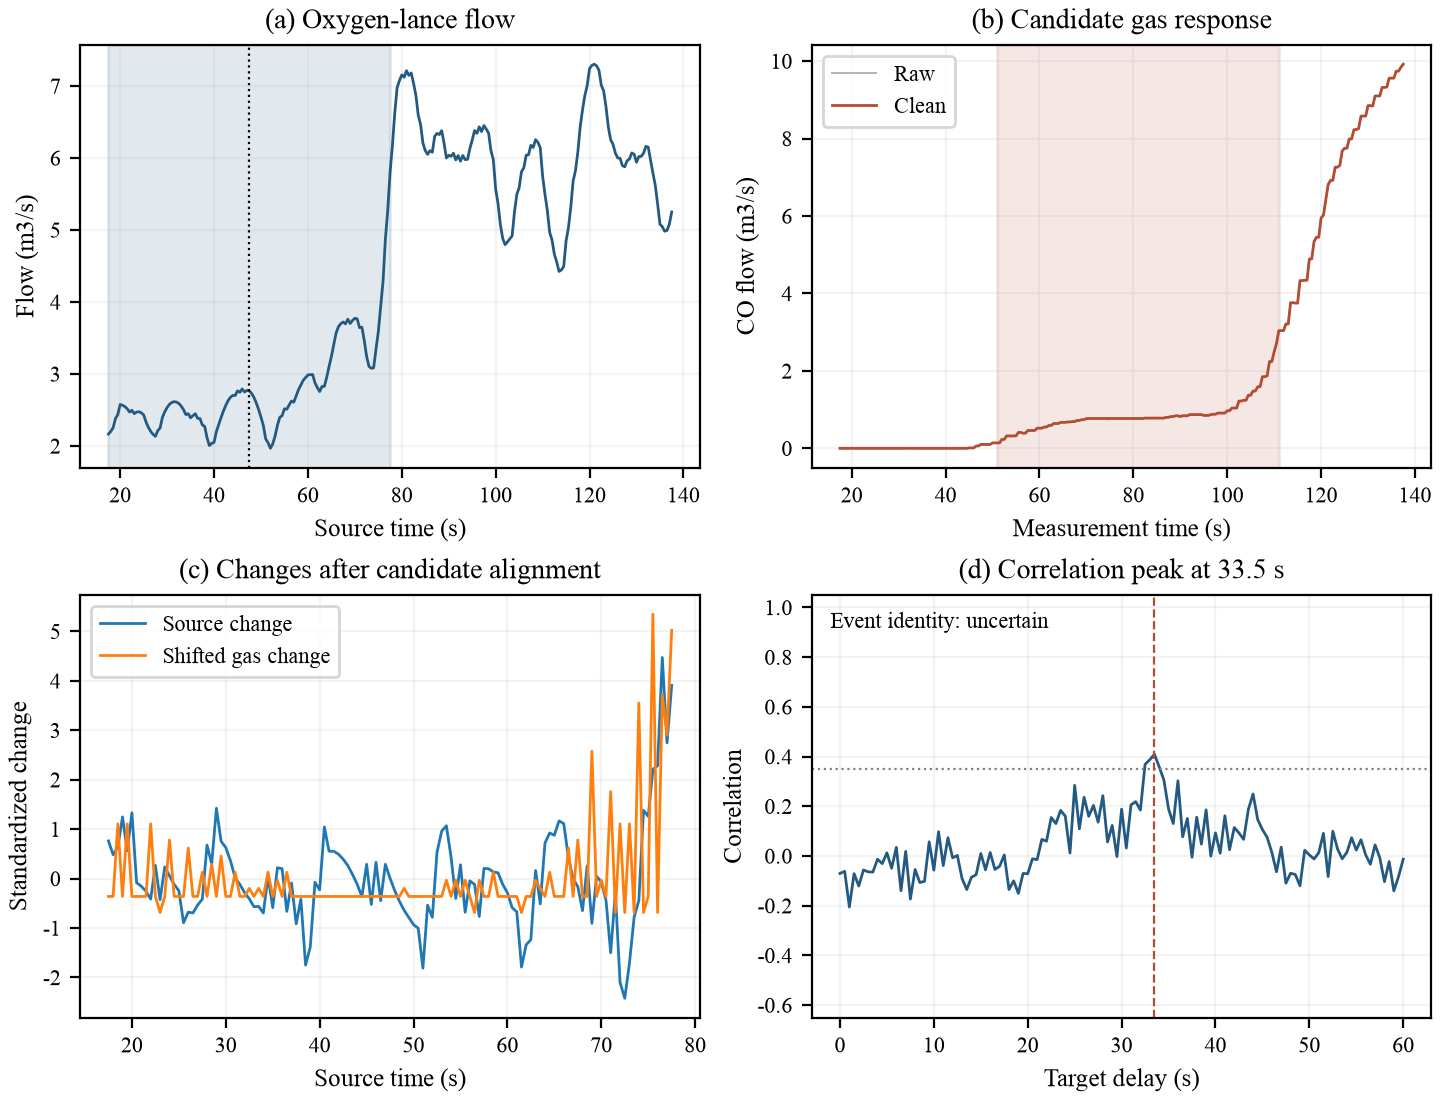 (a) Oxygen-lance flow
Flow (m3/s)
7
6
5
4
3
2
20 40 60 80 100 120 140
Source time (s)
(b) Candidate gas response
Raw
Clean
CO flow (m3/s)
10
8
6
4
2
0
20 40 60 80 100 120 140
Measurement time (s)
(c) Changes after candidate alignment
Source change
Shifted gas change
Standardized change
5
4
3
2
1
0
-1
-2
20 30 40 50 60 70 80
Source time (s)
(d) Correlation peak at 33.5 s
Event identity: uncertain
Correlation
1.0
0.8
0.6
0.4
0.2
0.0
-0.2
-0.4
-0.6
0 10 20 30 40 50 60
Target delay (s)